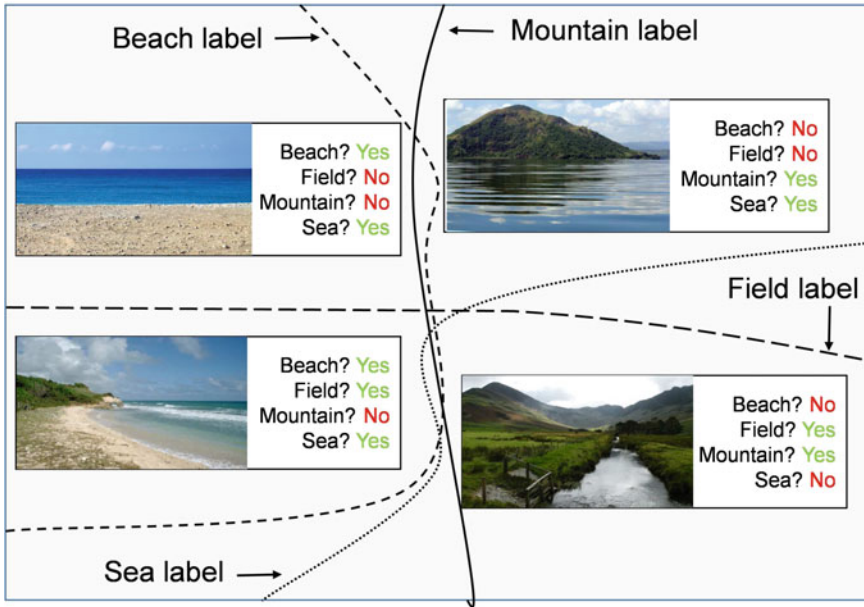 Beach label
Mountain label
Beach? Yes
Field? No
Mountain? No
Sea? Yes
Beach? No
Field? No
Mountain? Yes
Sea? Yes
Field label
Beach? Yes
Field? Yes
Mountain? No
Sea? Yes
Beach? No
Field? Yes
Mountain? Yes
Sea? No
Sea label